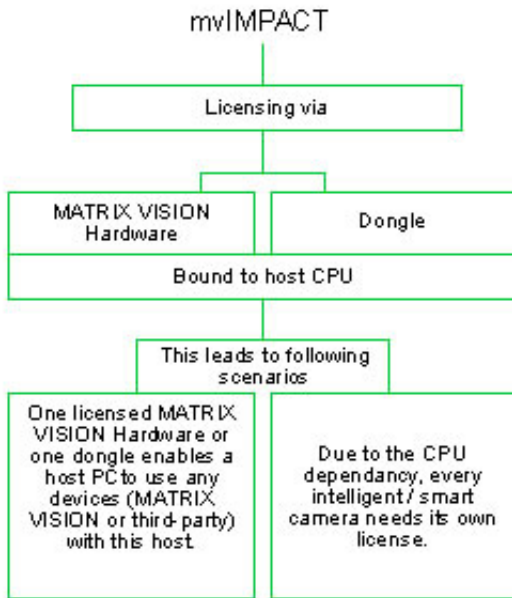 mvIMPACT
Licensing via
MATRIX VISION
Hardware
Dongle
Bound to host CPU
This leads to following
scenarios
One licensed MATRIX
VISION Hardware or
one dongle enables a
host PC to use any
devices (MATRIX
VISION or third-party)
with this host.
Due to the CPU
dependancy, every
intelligent / smart
camera needs its own
license.